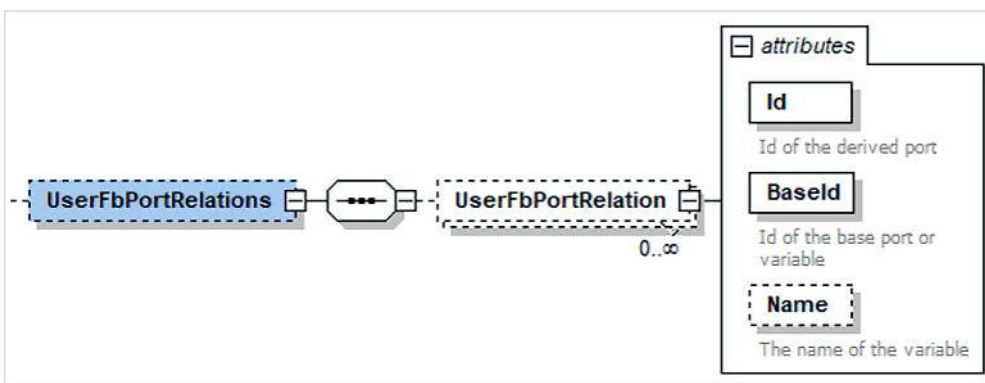 attributes
Id
Id of the derived port
UserFbPortRelations
UserFbPortRelation
0..∞
BaseId
Id of the base port or
variable
Name
The name of the variable